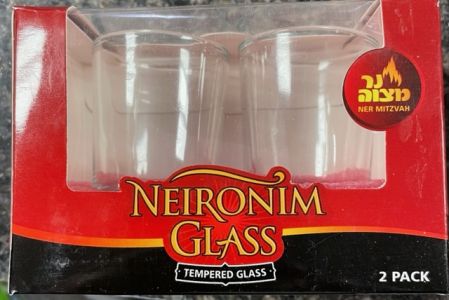 נר
מצוה
NER MITZVAH
NEIRONIM
GLASS
TEMPERED GLASS
2 PACK